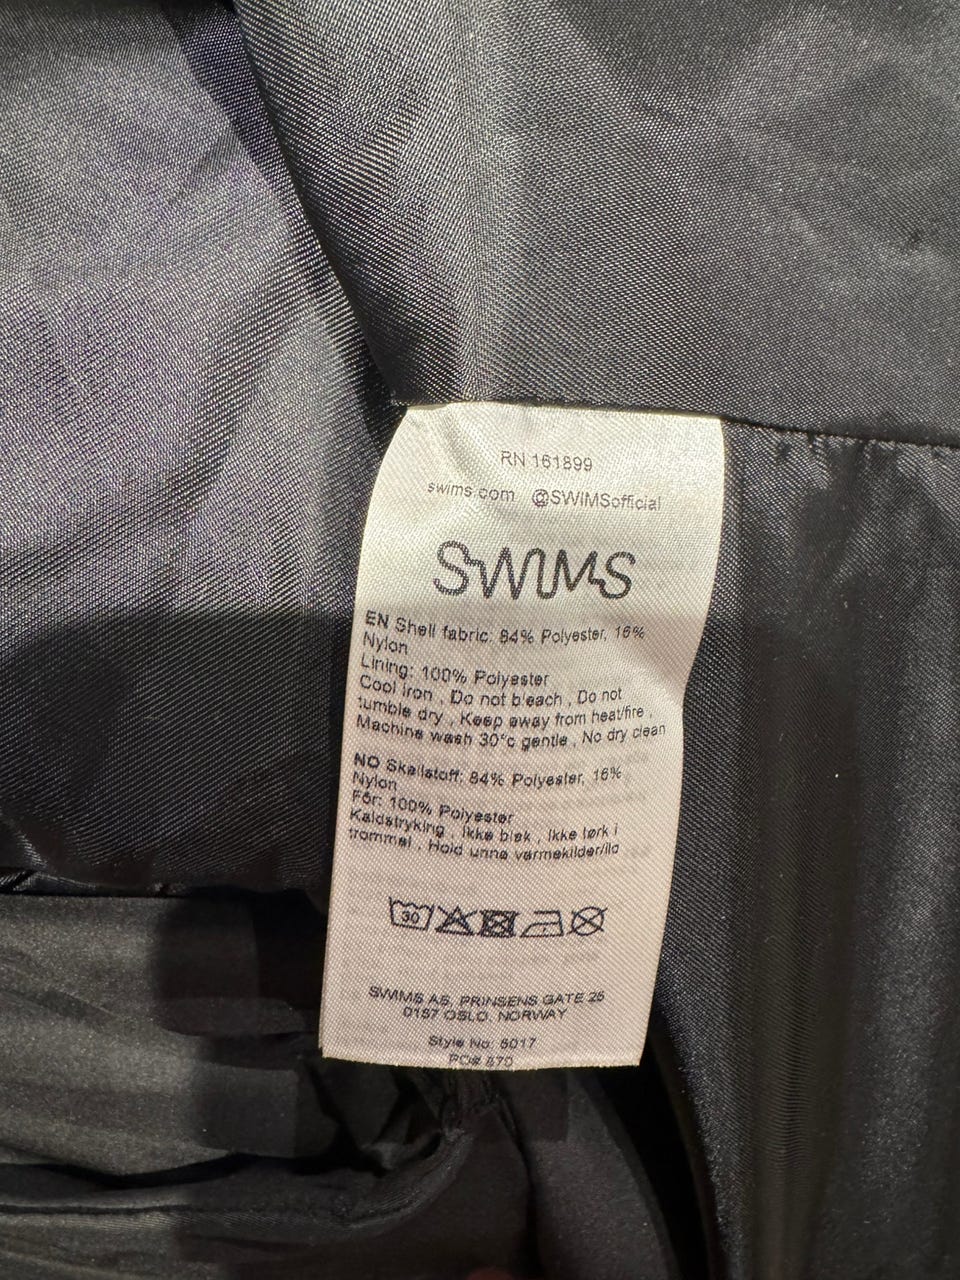 RN 161899
swims.com @SWIMSofficial
SWIMS
EN Shell fabric: 84% Polyester, 16%
Nylon
Lining: 100% Polyester
Cool iron , Do not bleach , Do not
tumble dry , Keep away from heat/fire ,
Machine wash 30°c gentle , No dry clean
NO Skallstoff: 84% Polyester, 16%
Nylon
Fôr: 100% Polyester
Kaldstryking , Ikke blek , Ikke tørk i
trommel , Hold unna varmekilder/ild
30
SWIMS AS, PRINSENS GATE 25
0157 OSLO, NORWAY
Style No: 5017
PO# 870